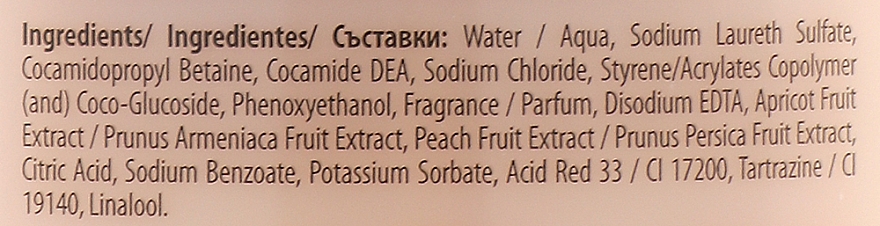 Ingredients/ Ingredientes/ Съставки: Water / Aqua, Sodium Laureth Sulfate,
Cocamidopropyl Betaine, Cocamide DEA, Sodium Chloride, Styrene/Acrylates Copolymer
(and) Coco-Glucoside, Phenoxyethanol, Fragrance / Parfum, Disodium EDTA, Apricot Fruit
Extract / Prunus Armeniaca Fruit Extract, Peach Fruit Extract / Prunus Persica Fruit Extract,
Citric Acid, Sodium Benzoate, Potassium Sorbate, Acid Red 33 / CI 17200, Tartrazine / CI
19140, Linalool.